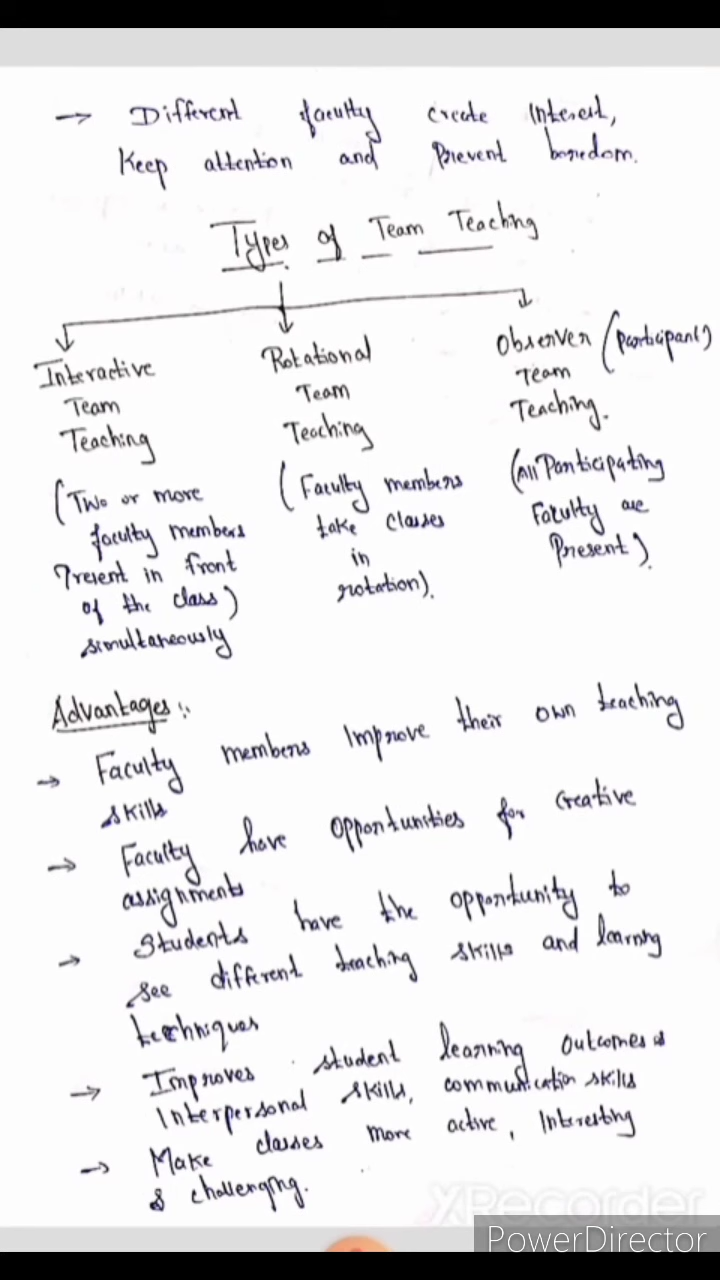 → Different faculty create Interest,
Keep attention and Prevent boredom.
Types of Team Teaching
Interactive
Team
Teaching
(Two or more
faculty members
Present in front
of the class)
simultaneously
Rotational
Team
Teaching
(Faculty members
take classes
in
rotation).
Observer (Participant)
Team
Teaching.
(All Participating
Faculty are
Present).
Advantages :-
→ Faculty members Improve their own teaching
skills
→ Faculty have opportunities for creative
assignments
→ Students have the opportunity to
see different teaching skills and learning
techniques
→ Improves student learning outcomes &
Interpersonal skills, communication skills
→ Make classes more active, Interesting
& challenging.
XRecorder
PowerDirector